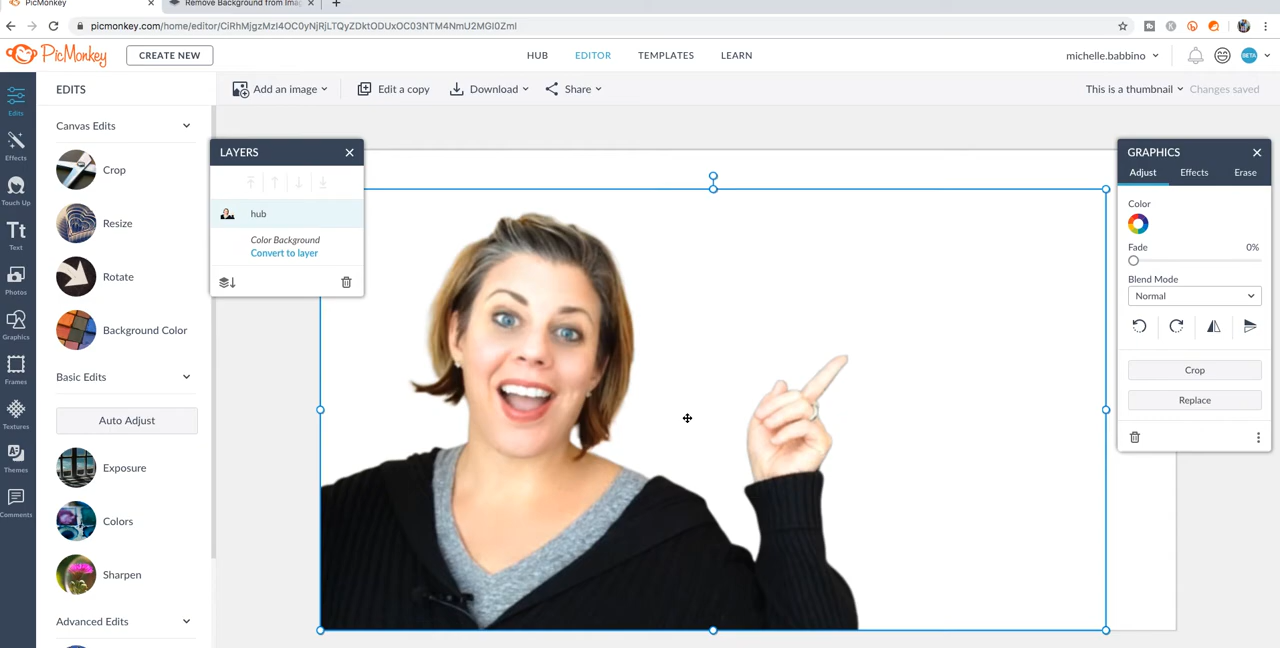 PicMonkey
Remove Background from Ima
picmonkey.com/home/editor/CiRhMjgzMzI4OC0yNjRjLTQyZDktODUxOC03NTM4NmU2MGI0ZmI
PicMonkey
CREATE NEW
HUB
EDITOR
TEMPLATES
LEARN
michelle.babbino
BETA
EDITS
Add an image
Edit a copy
Download
Share
This is a thumbnail
Changes saved
Edits
Effects
Touch Up
Text
Photos
Graphics
Frames
Textures
Themes
Comments
Canvas Edits
Crop
Resize
Rotate
Background Color
Basic Edits
Auto Adjust
Exposure
Colors
Sharpen
Advanced Edits
LAYERS
hub
Color Background
Convert to layer
GRAPHICS
Adjust
Effects
Erase
Color
Fade
0%
Blend Mode
Normal
Crop
Replace